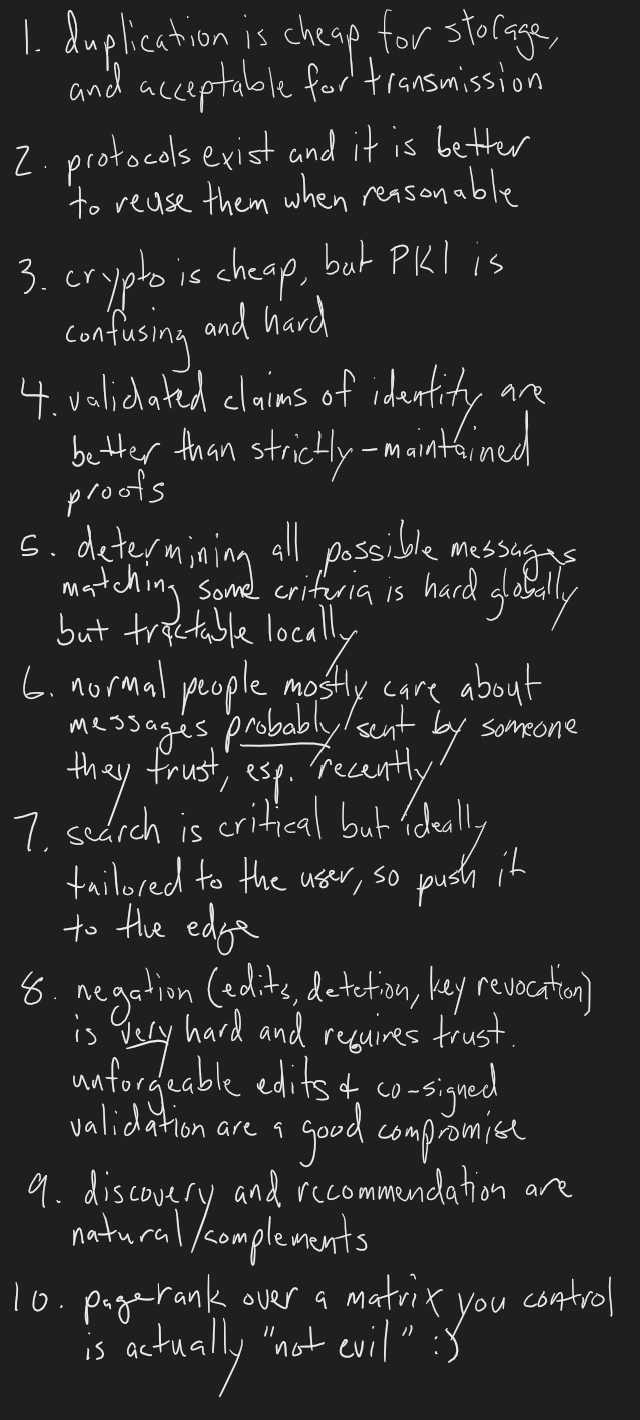 1. duplication is cheap for storage,
and acceptable for transmission
2. protocols exist and it is better
to reuse them when reasonable
3. crypto is cheap, but PKI is
confusing and hard
4. validated claims of identity are
better than strictly-maintained
proofs
5. determining all possible messages
matching some criteria is hard globally
but tractable locally
6. normal people mostly care about
messages probably sent by someone
they trust, esp. recently
7. search is critical but ideally
tailored to the user, so push it
to the edge
8. negation (edits, deletion, key revocation)
is very hard and requires trust.
unforgeable edits & co-signed
validation are a good compromise
9. discovery and recommendation are
natural complements
10. pagerank over a matrix you control
is actually "not evil" :)